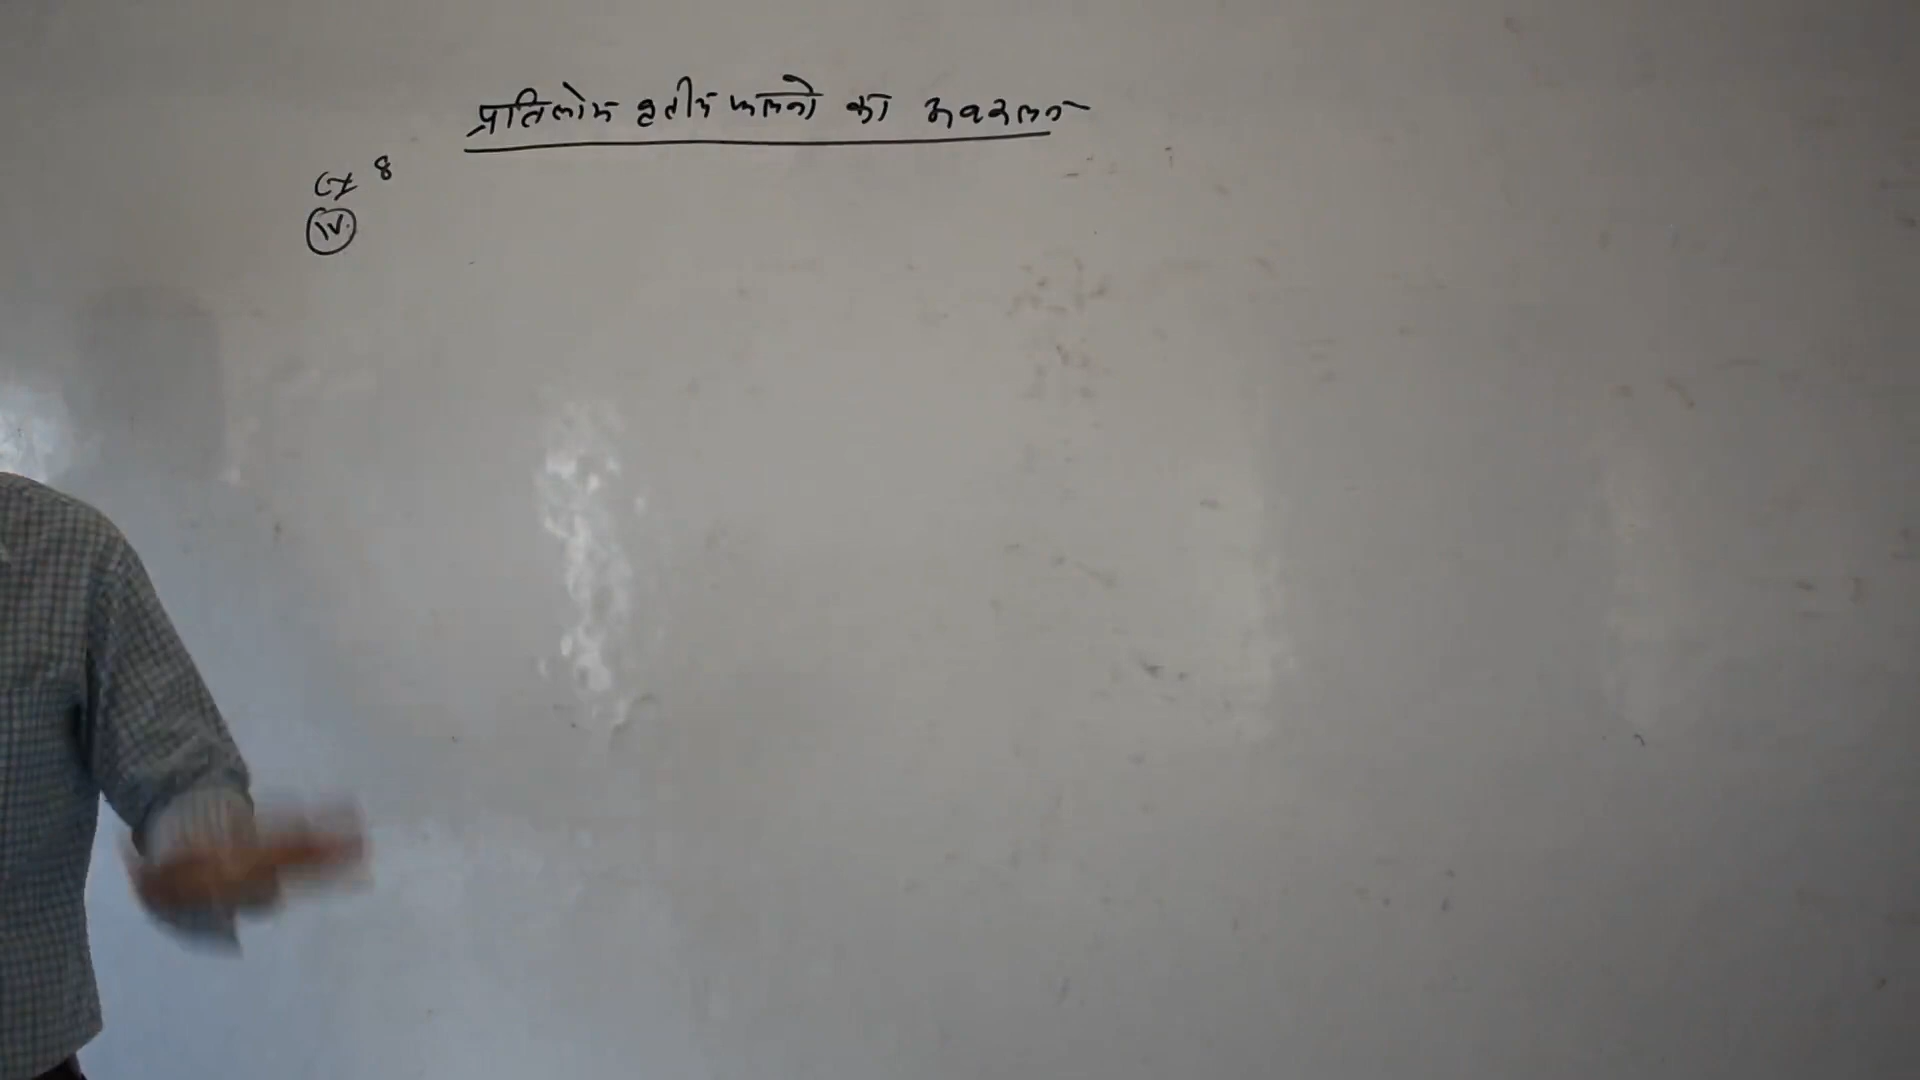 प्रतिलोम वृतीय फलनो का अवकलन
Ex 8
IV.